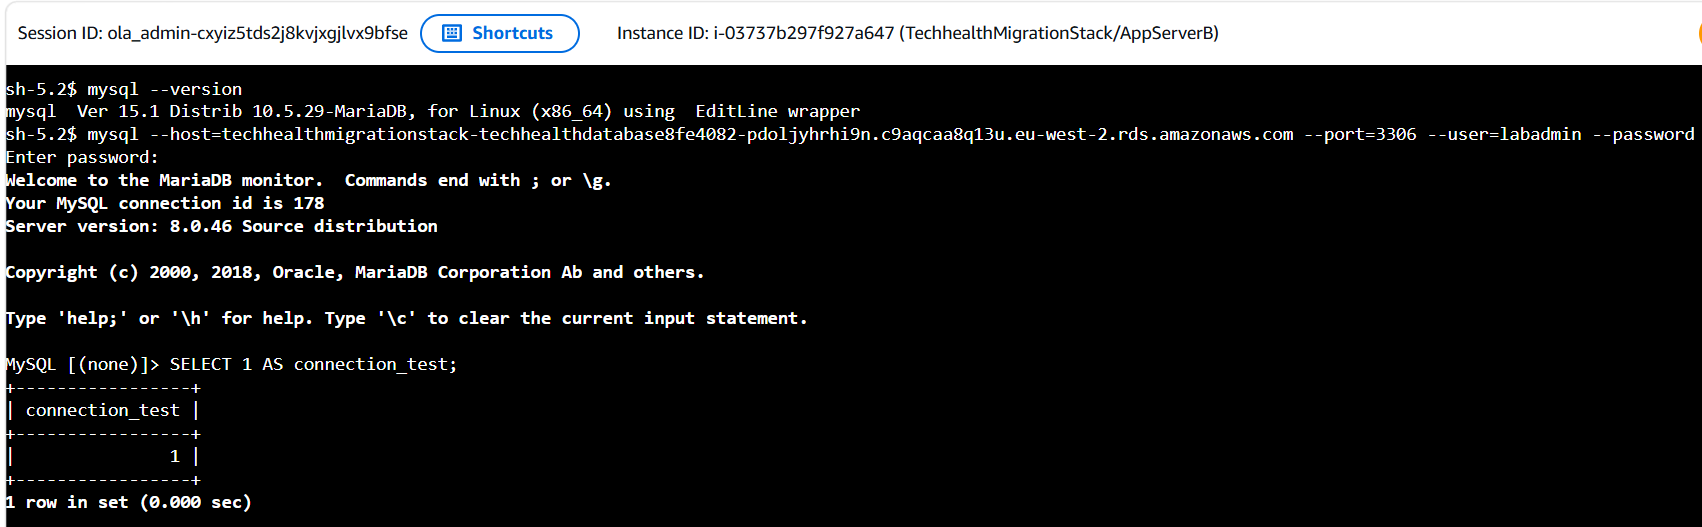 Session ID: ola_admin-cxyiz5tds2j8kvjxgjlvx9bfse Shortcuts Instance ID: i-03737b297f927a647 (TechhealthMigrationStack/AppServerB)
sh-5.2$ mysql --version
mysql  Ver 15.1 Distrib 10.5.29-MariaDB, for Linux (x86_64) using  EditLine wrapper
sh-5.2$ mysql --host=techhealthmigrationstack-techhealthdatabase8fe4082-pdoljyhrhi9n.c9aqcaa8q13u.eu-west-2.rds.amazonaws.com --port=3306 --user=labadmin --password
Enter password:
Welcome to the MariaDB monitor.  Commands end with ; or \g.
Your MySQL connection id is 178
Server version: 8.0.46 Source distribution
Copyright (c) 2000, 2018, Oracle, MariaDB Corporation Ab and others.
Type 'help;' or '\h' for help. Type '\c' to clear the current input statement.
MySQL [(none)]> SELECT 1 AS connection_test;
+-----------------+
| connection_test |
+-----------------+
|               1 |
+-----------------+
1 row in set (0.000 sec)